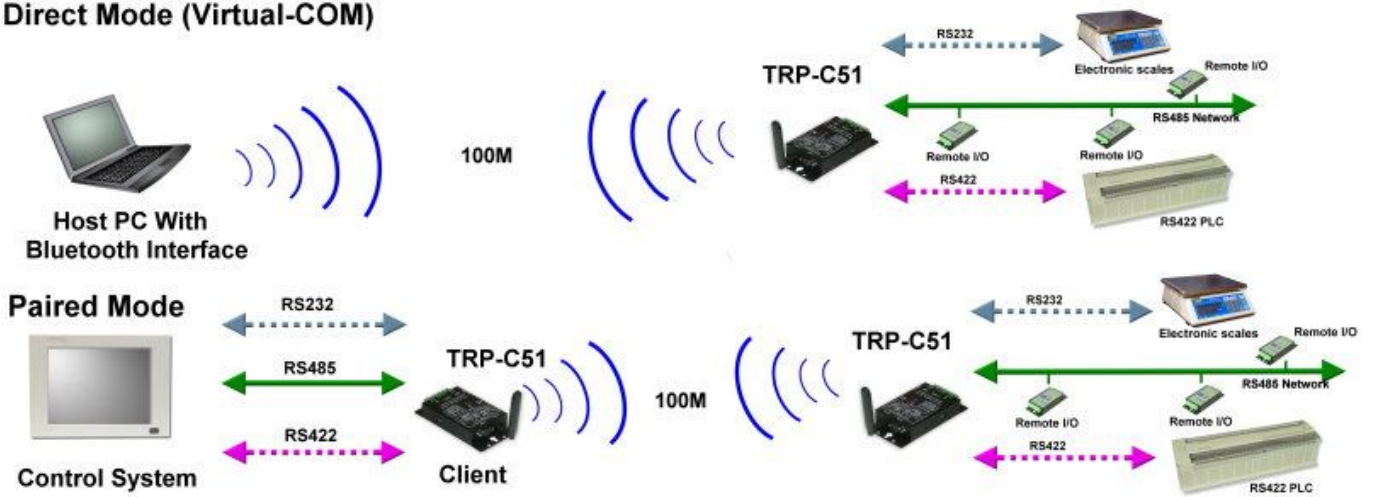 Direct Mode (Virtual-COM)
RS232
Electronic scales
Remote I/O
TRP-C51
RS485 Network
100M
Remote I/O
Remote I/O
RS422
RS422 PLC
Host PC With
Bluetooth Interface
Paired Mode
RS232
RS485
RS422
Control System
TRP-C51
Client
100M
TRP-C51
RS232
Electronic scales
Remote I/O
RS485 Network
Remote I/O
Remote I/O
RS422
RS422 PLC